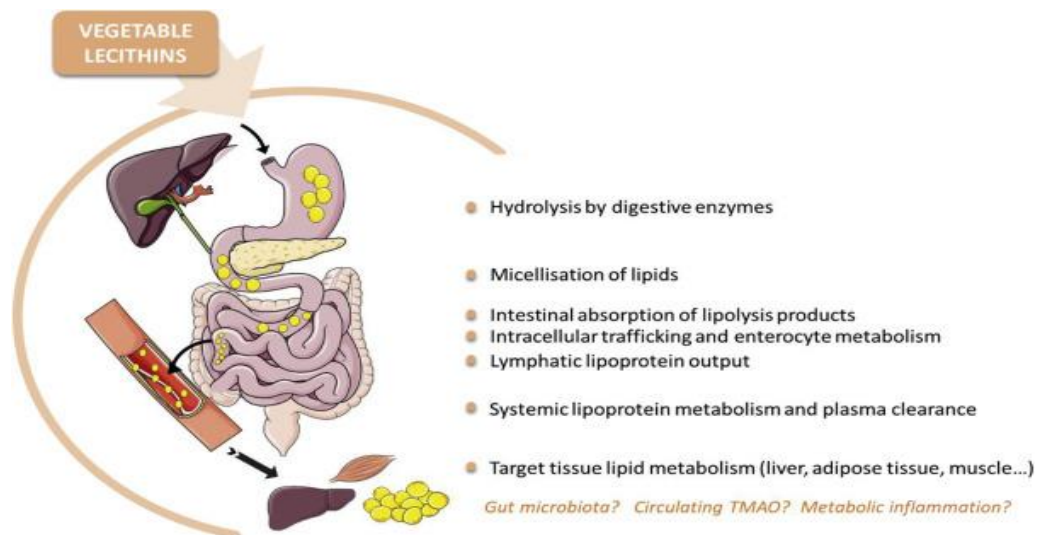 VEGETABLE
LECITHINS
Hydrolysis by digestive enzymes
Micellisation of lipids
Intestinal absorption of lipolysis products
Intracellular trafficking and enterocyte metabolism
Lymphatic lipoprotein output
Systemic lipoprotein metabolism and plasma clearance
Target tissue lipid metabolism (liver, adipose tissue, muscle...)
Gut microbiota? Circulating TMAO? Metabolic inflammation?